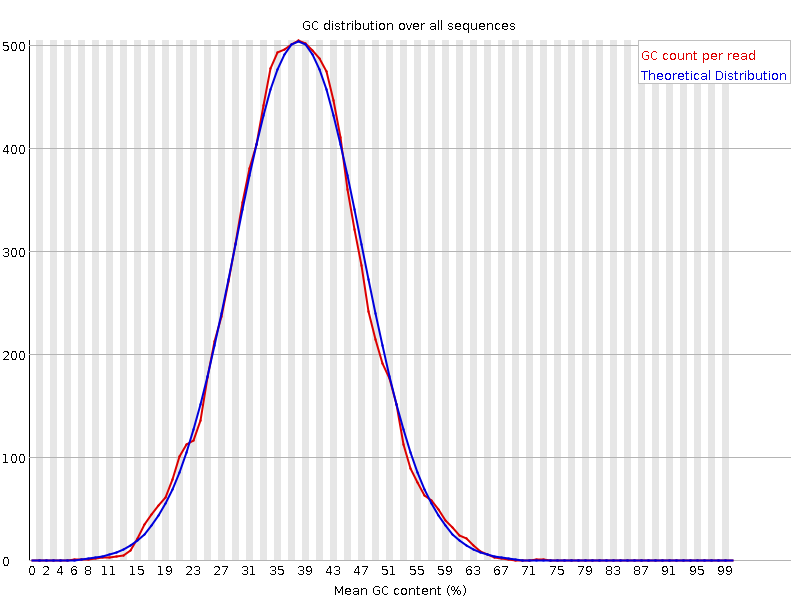 GC distribution over all sequences
GC count per read
Theoretical Distribution
500
400
300
200
100
0
0 2 4 6 8 11 15 19 23 27 31 35 39 43 47 51 55 59 63 67 71 75 79 83 87 91 95 99
Mean GC content (%)